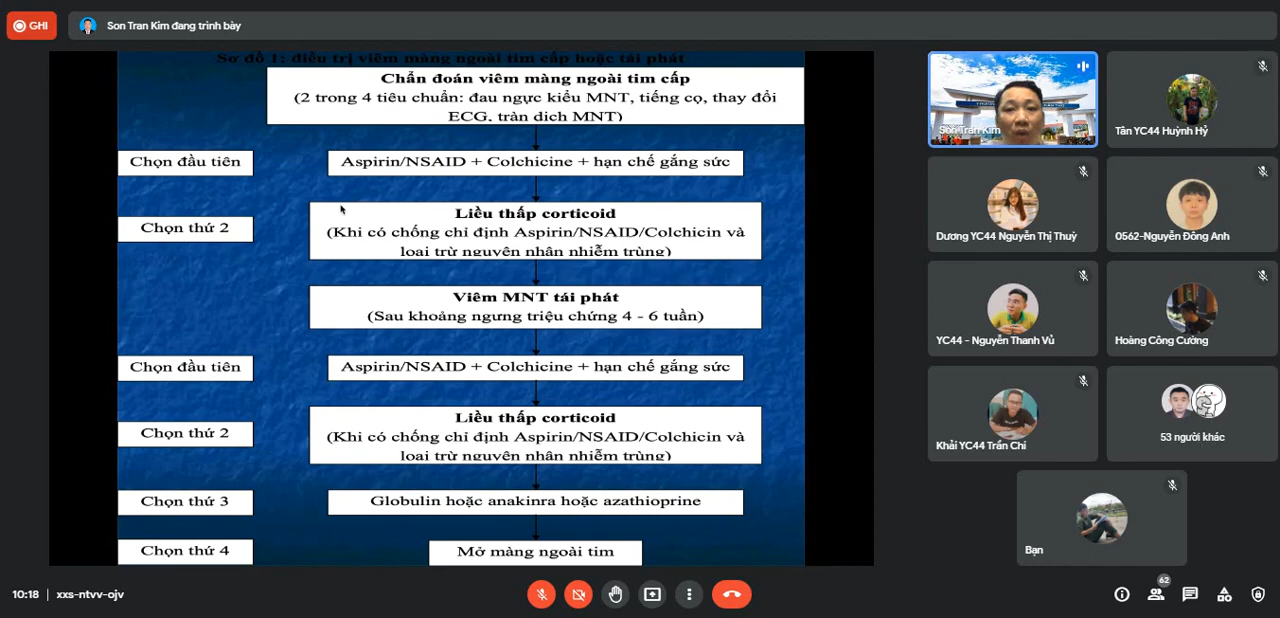 GHI
Son Tran Kim đang trình bày
Sơ đồ 1: điều trị viêm màng ngoài tim cấp hoặc tái phát
Chẩn đoán viêm màng ngoài tim cấp
(2 trong 4 tiêu chuẩn: đau ngực kiểu MNT, tiếng cọ, thay đổi
ECG, tràn dịch MNT)
Chọn đầu tiên
Aspirin/NSAID + Colchicine + hạn chế gắng sức
Chọn thứ 2
Liều thấp corticoid
(Khi có chống chỉ định Aspirin/NSAID/Colchicin và
loại trừ nguyên nhân nhiễm trùng)
Viêm MNT tái phát
(Sau khoảng ngưng triệu chứng 4 - 6 tuần)
Chọn đầu tiên
Aspirin/NSAID + Colchicine + hạn chế gắng sức
Chọn thứ 2
Liều thấp corticoid
(Khi có chống chỉ định Aspirin/NSAID/Colchicin và
loại trừ nguyên nhân nhiễm trùng)
Chọn thứ 3
Globulin hoặc anakinra hoặc azathioprine
Chọn thứ 4
Mở màng ngoài tim
Son Tran Kim
Tân YC44 Huỳnh Hỷ
Dương YC44 Nguyễn Thị Thuỳ
0562-Nguyễn Đông Anh
YC44 - Nguyễn Thanh Vủ
Hoàng Công Cường
Khải YC44 Trần Chí
53 người khác
Bạn
10:18
xxs-ntvv-ojv
62